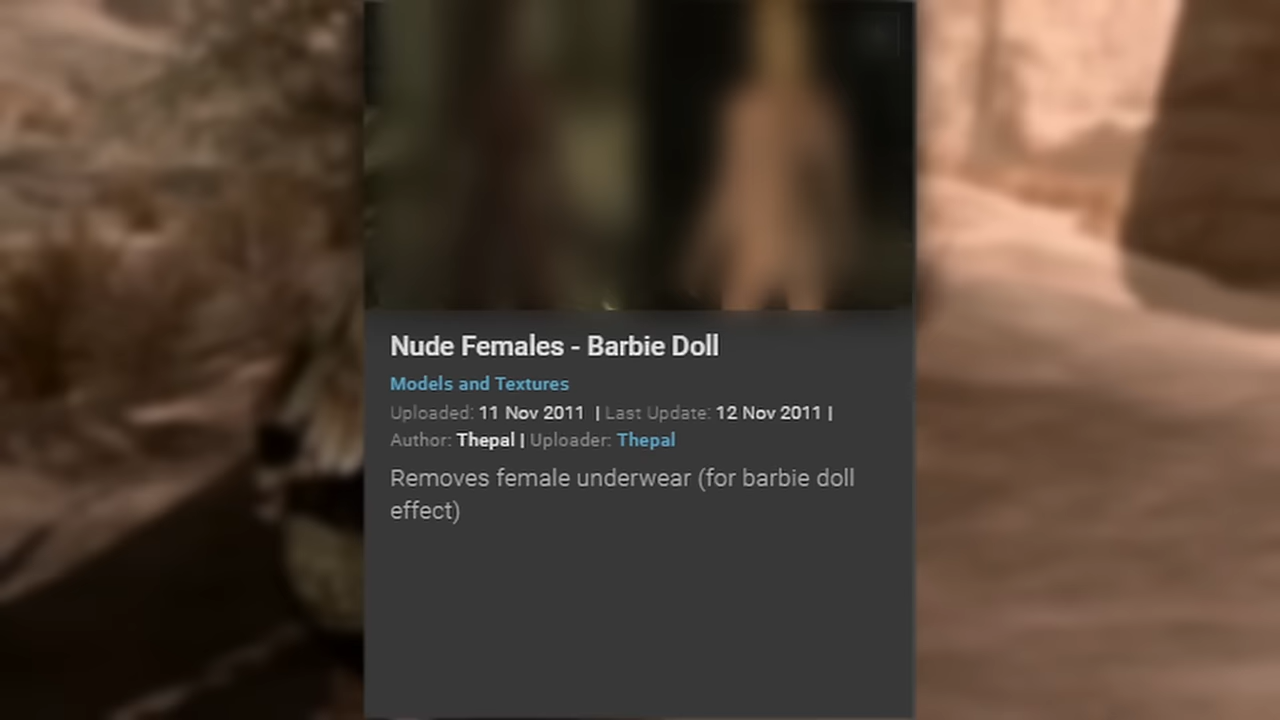 Nude Females - Barbie Doll
Models and Textures
Uploaded: 11 Nov 2011 | Last Update: 12 Nov 2011 |
Author: Thepal | Uploader: Thepal
Removes female underwear (for barbie doll
effect)